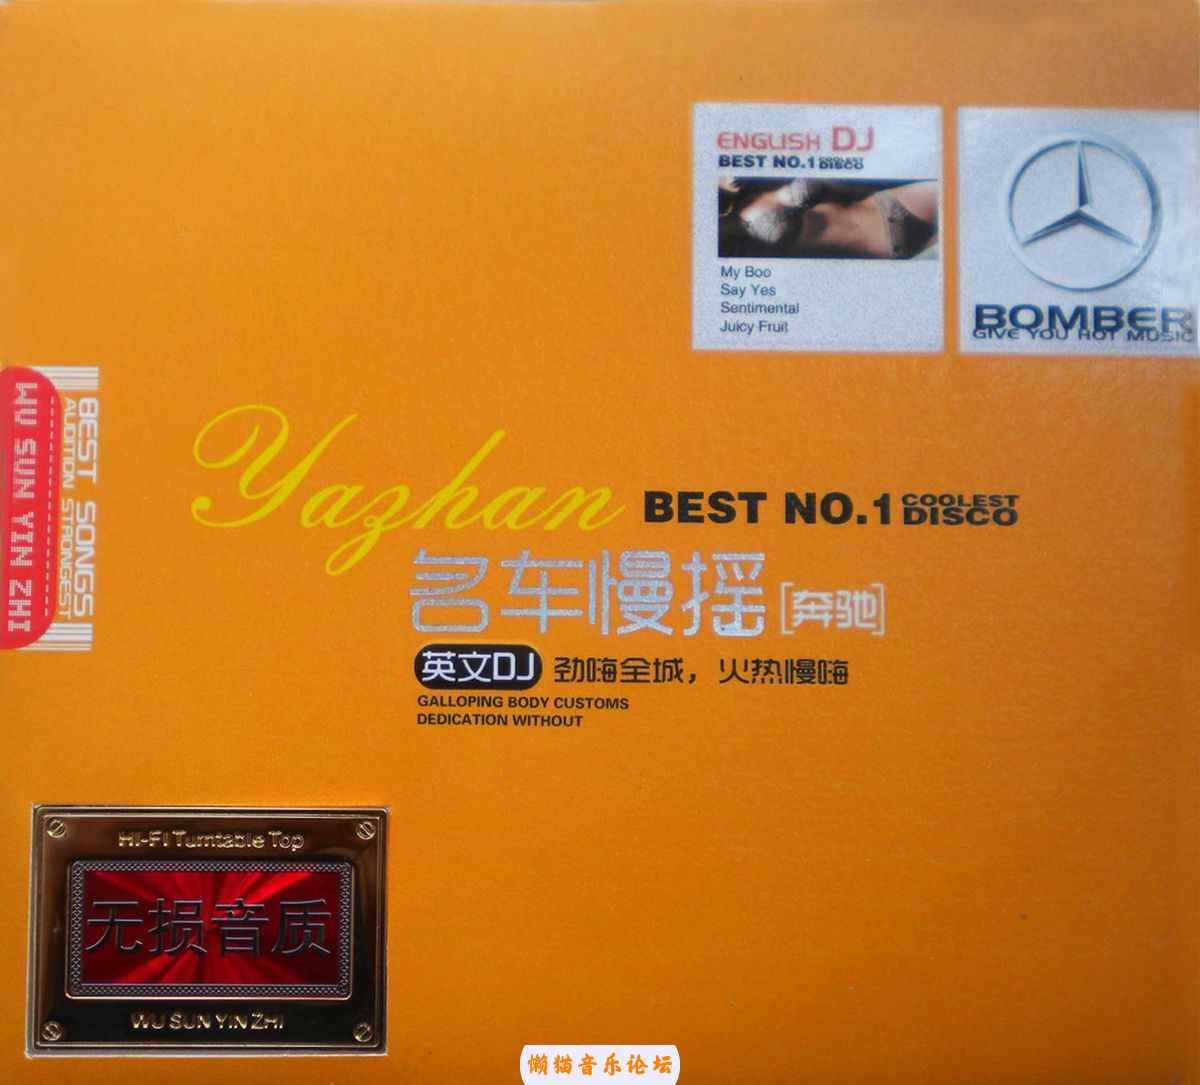 ENGLISH DJ
BEST NO.1 COOLEST DISCO
My Boo
Say Yes
Sentimental
Juicy Fruit
BOMBER
GIVE YOU HOT MUSIC
BEST SONGS
AUDITION STRONGEST
WU SUN YIN ZHI
Yazhan BEST NO.1 COOLEST DISCO
名车慢摇[奔驰]
英文DJ 劲嗨全城，火热慢嗨
GALLOPING BODY CUSTOMS
DEDICATION WITHOUT
HI-FI Turntable Top
无损音质
WU SUN YIN ZHI
懒猫音乐论坛